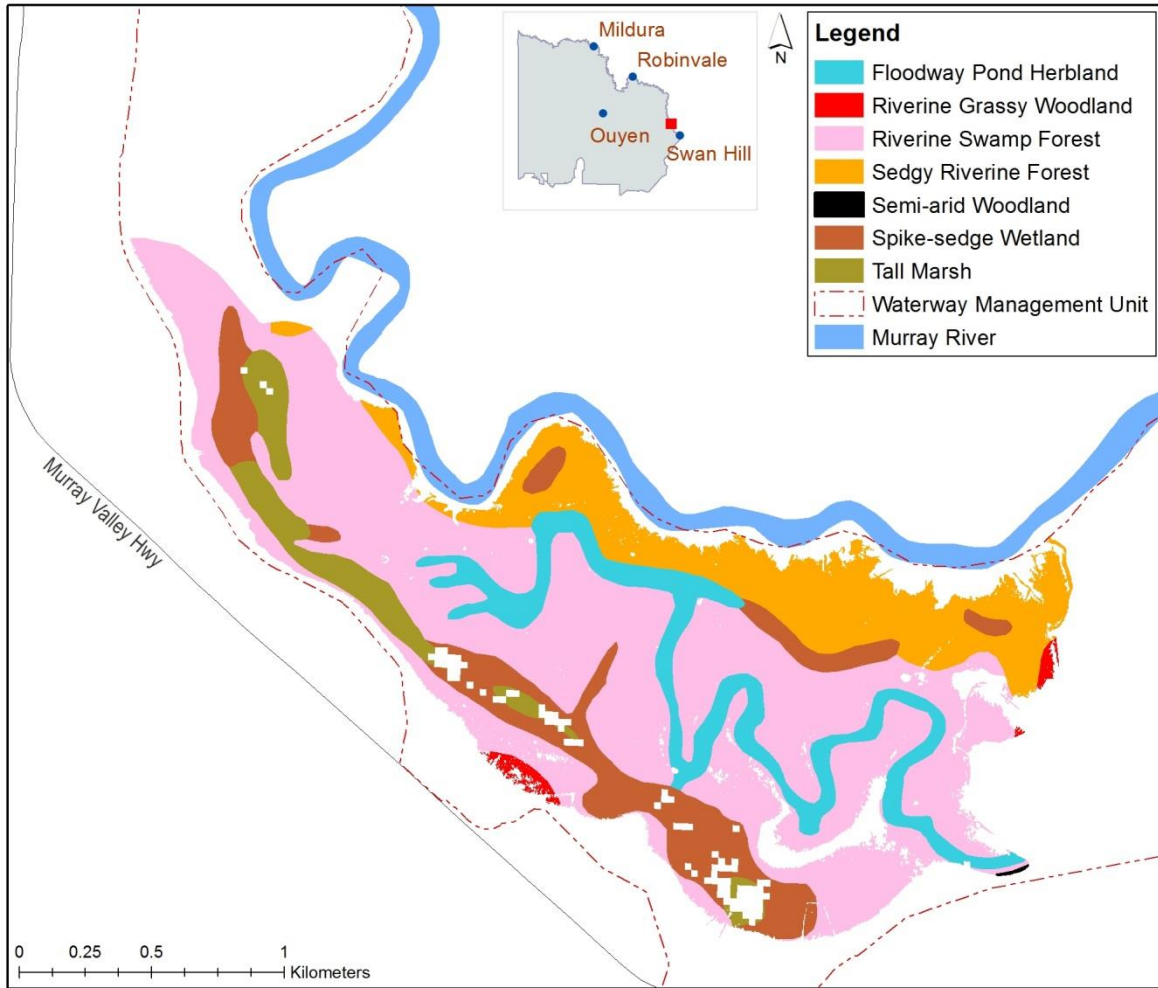 Mildura
Robinvale
Ouyen
Swan Hill
N
Legend
Floodway Pond Herbland
Riverine Grassy Woodland
Riverine Swamp Forest
Sedgy Riverine Forest
Semi-arid Woodland
Spike-sedge Wetland
Tall Marsh
Waterway Management Unit
Murray River
Murray Valley Hwy
0 0.25 0.5 1
Kilometers